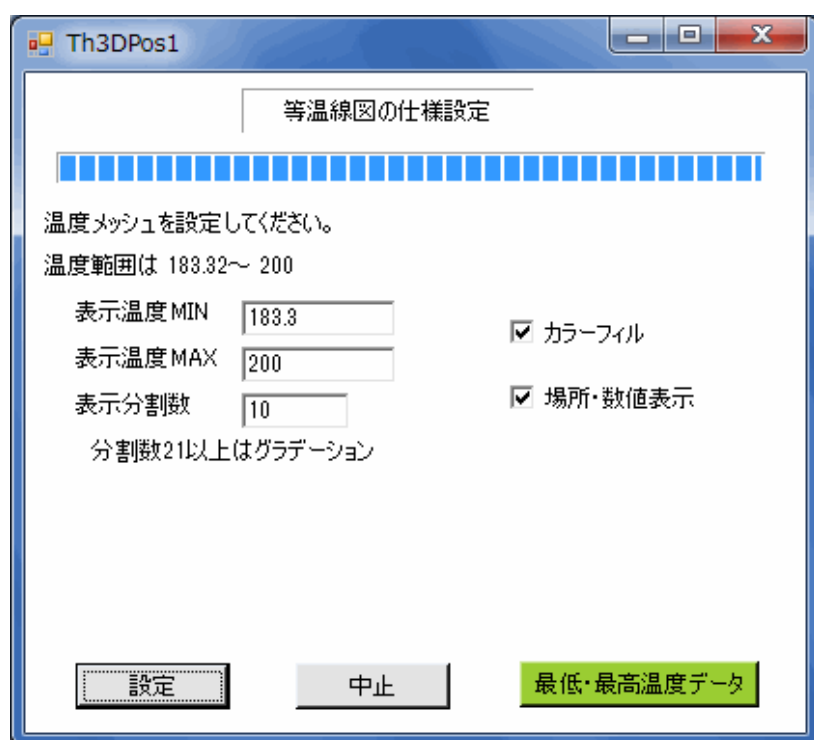 Th3DPos1
等温線図の仕様設定
温度メッシュを設定してください。
温度範囲は 183.32～ 200
表示温度MIN 183.3
カラーフィル
表示温度MAX 200
場所・数値表示
表示分割数 10
分割数21以上はグラデーション
設定 中止 最低・最高温度データ